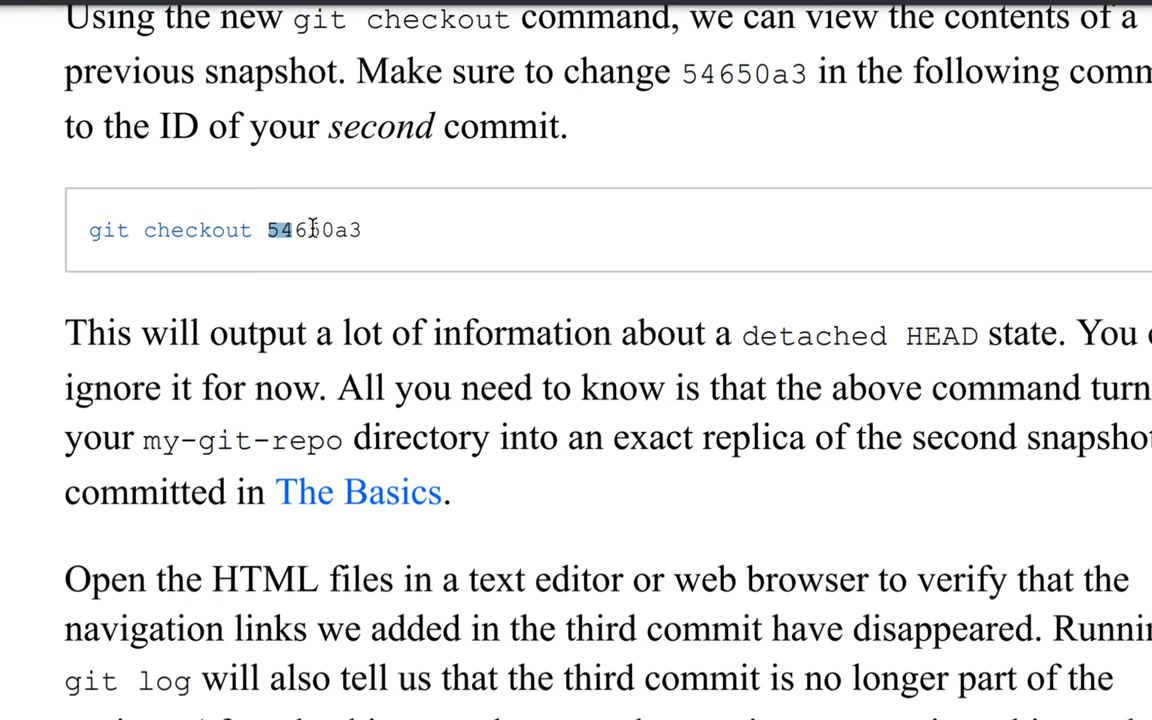 Using the new git checkout command, we can view the contents of a
previous snapshot. Make sure to change 54650a3 in the following
to the ID of your second commit.
git checkout 54650a3
This will output a lot of information about a detached HEAD state. You
ignore it for now. All you need to know is that the above command turn
your my-git-repo directory into an exact replica of the second
committed in The Basics.
Open the HTML files in a text editor or web browser to verify that the
navigation links we added in the third commit have disappeared.
git log will also tell us that the third commit is no longer part of the